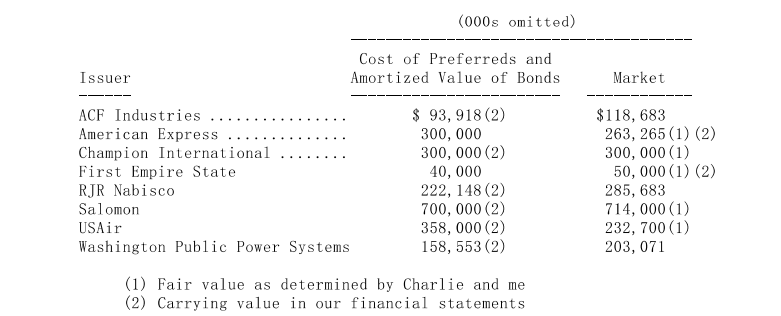 (000s omitted)
Cost of Preferreds and
Issuer Amortized Value of Bonds Market
ACF Industries ................ $ 93,918(2) $118,683
American Express .............. 300,000 263,265(1)(2)
Champion International ........ 300,000(2) 300,000(1)
First Empire State 40,000 50,000(1)(2)
RJR Nabisco 222,148(2) 285,683
Salomon 700,000(2) 714,000(1)
USAir 358,000(2) 232,700(1)
Washington Public Power Systems 158,553(2) 203,071
(1) Fair value as determined by Charlie and me
(2) Carrying value in our financial statements